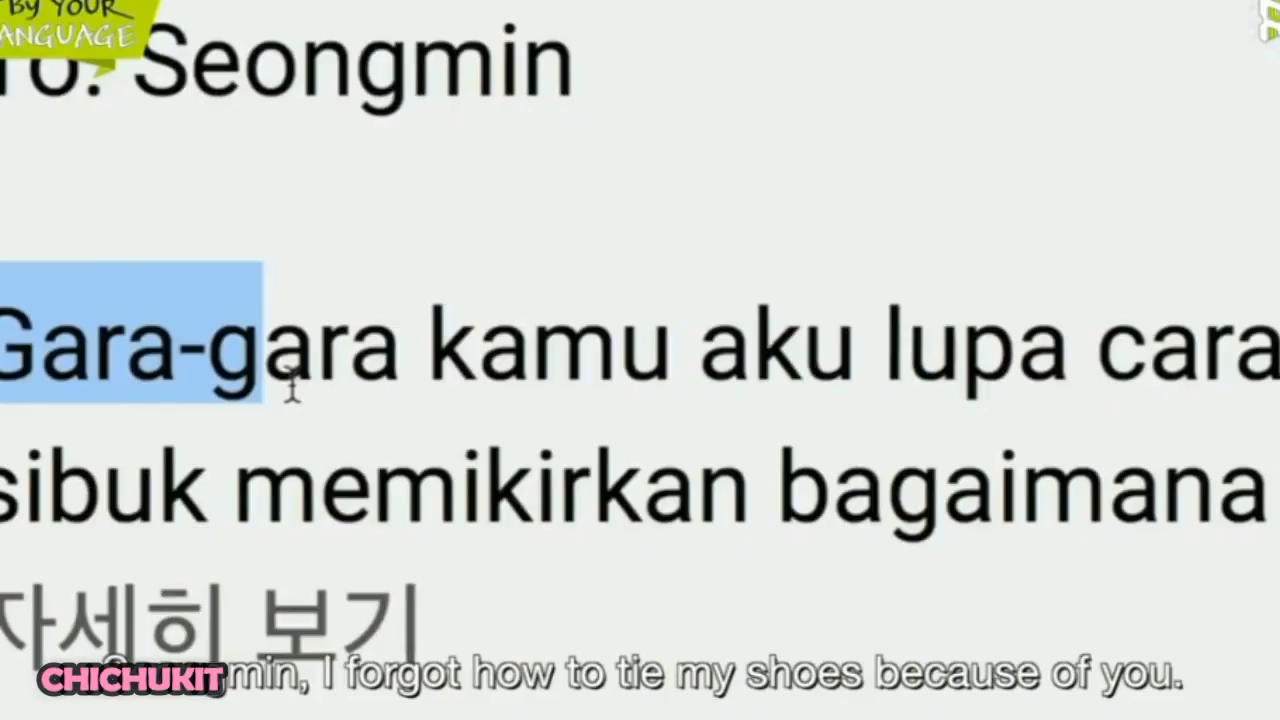 BY YOUR
LANGUAGE
To. Seongmin
Gara-gara kamu aku lupa cara
sibuk memikirkan bagaimana
자세히 보기
CHICHUKIT
min, I forgot how to tie my shoes because of you.